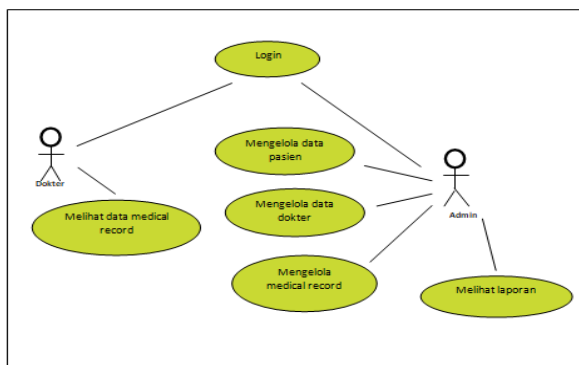 Login
Mengelola data
pasien
Dokter
Mengelola data
dokter
Admin
Melihat data medical
record
Mengelola
medical record
Melihat laporan